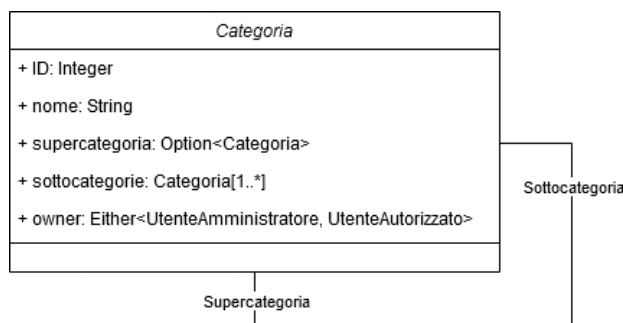 Categoria
+ ID: Integer
+ nome: String
+ supercategoria: Option<Categoria>
+ sottocategorie: Categoria[1..*]
+ owner: Either<UtenteAmministratore, UtenteAutorizzato>
Sottocategoria
Supercategoria